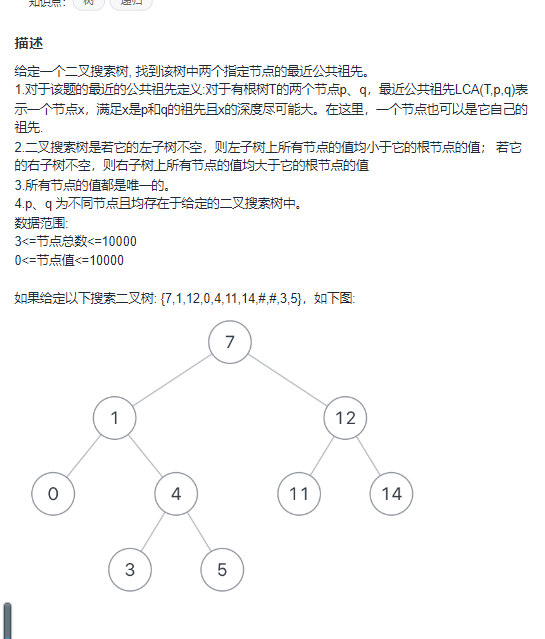 知识点： 树 递归
描述
给定一个二叉搜索树, 找到该树中两个指定节点的最近公共祖先。
1.对于该题的最近的公共祖先定义:对于有根树T的两个节点p、q，最近公共祖先LCA(T,p,q)表
示一个节点x，满足x是p和q的祖先且x的深度尽可能大。在这里，一个节点也可以是它自己的
祖先.
2.二叉搜索树是若它的左子树不空，则左子树上所有节点的值均小于它的根节点的值； 若它
的右子树不空，则右子树上所有节点的值均大于它的根节点的值
3.所有节点的值都是唯一的。
4.p、q 为不同节点且均存在于给定的二叉搜索树中。
数据范围:
3<=节点总数<=10000
0<=节点值<=10000
如果给定以下搜索二叉树: {7,1,12,0,4,11,14,#,#,3,5}，如下图:
7
1 12
0 4 11 14
3 5